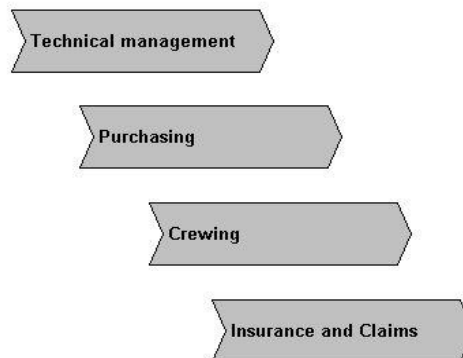 Technical management
Purchasing
Crewing
Insurance and Claims